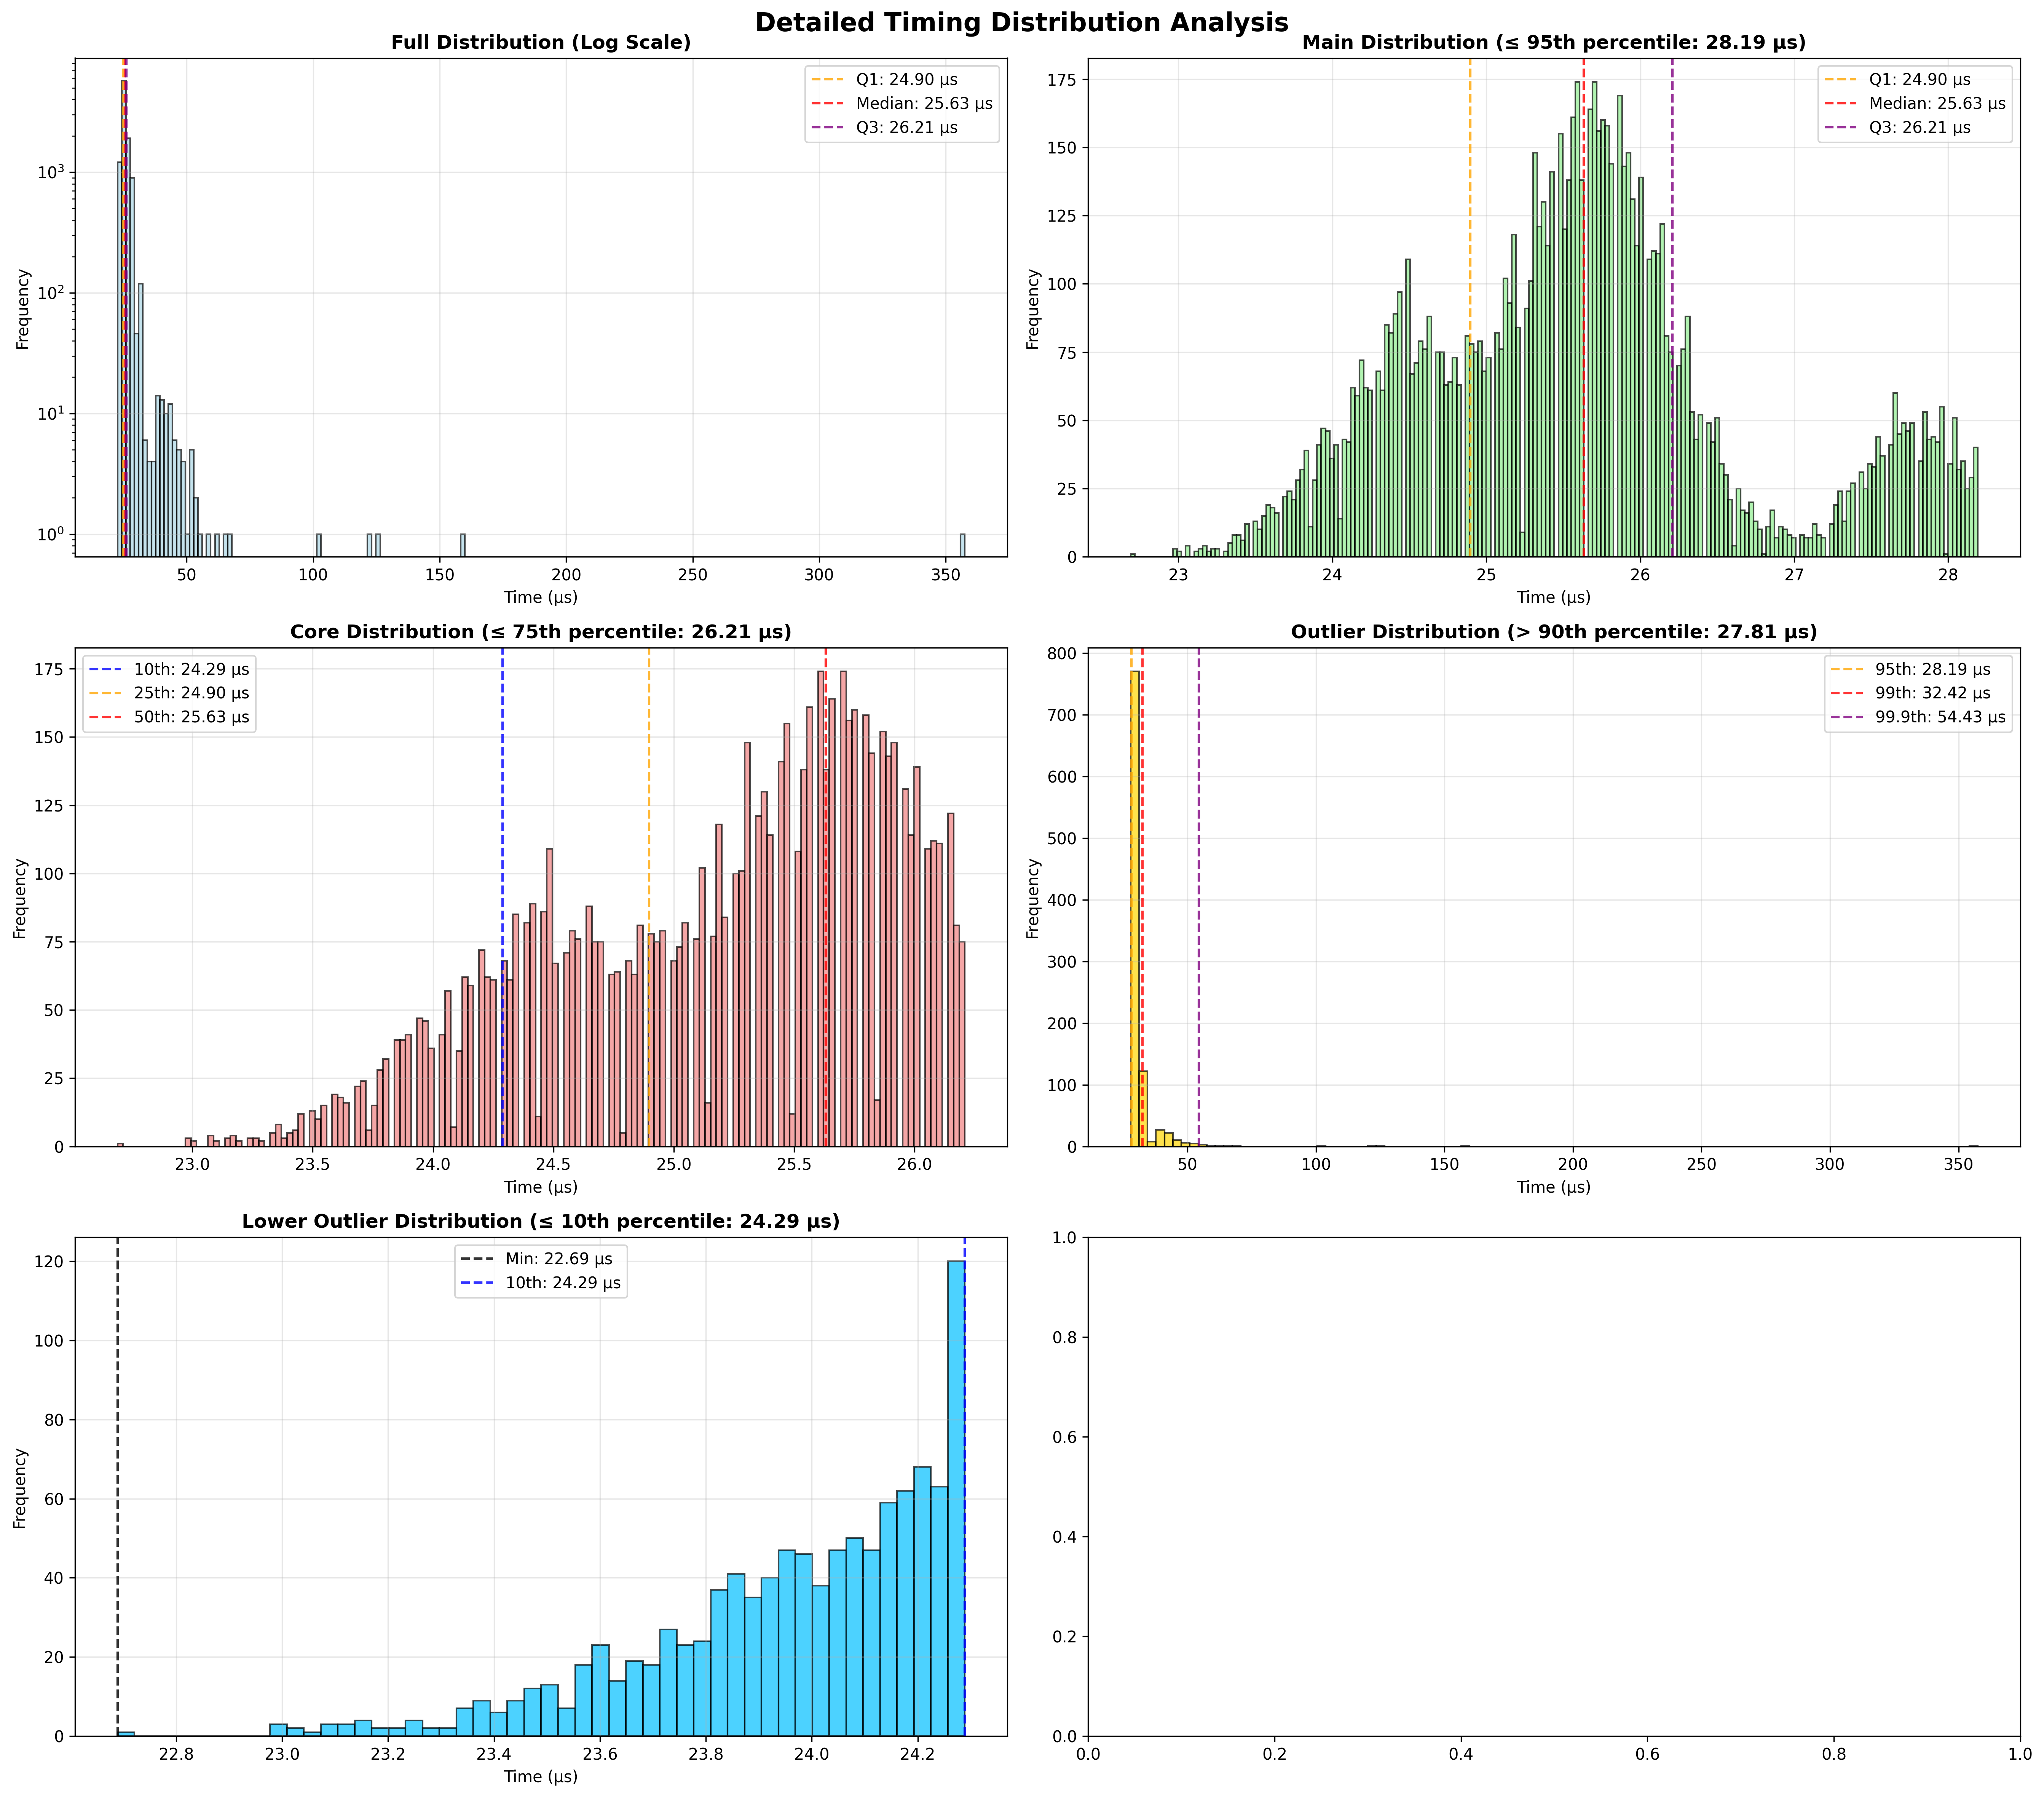 Detailed Timing Distribution Analysis
Full Distribution (Log Scale)
Frequency
10³
10²
10¹
10⁰
Q1: 24.90 µs
Median: 25.63 µs
Q3: 26.21 µs
50 100 150 200 250 300 350
Time (µs)
Main Distribution (≤ 95th percentile: 28.19 µs)
Frequency
175
150
125
100
75
50
25
0
Q1: 24.90 µs
Median: 25.63 µs
Q3: 26.21 µs
23 24 25 26 27 28
Time (µs)
Core Distribution (≤ 75th percentile: 26.21 µs)
Frequency
175
150
125
100
75
50
25
0
10th: 24.29 µs
25th: 24.90 µs
50th: 25.63 µs
23.0 23.5 24.0 24.5 25.0 25.5 26.0
Time (µs)
Outlier Distribution (> 90th percentile: 27.81 µs)
Frequency
800
700
600
500
400
300
200
100
0
95th: 28.19 µs
99th: 32.42 µs
99.9th: 54.43 µs
50 100 150 200 250 300 350
Time (µs)
Lower Outlier Distribution (≤ 10th percentile: 24.29 µs)
Frequency
120
100
80
60
40
20
0
Min: 22.69 µs
10th: 24.29 µs
22.8 23.0 23.2 23.4 23.6 23.8 24.0 24.2
Time (µs)
1.0
0.8
0.6
0.4
0.2
0.0
0.0 0.2 0.4 0.6 0.8 1.0